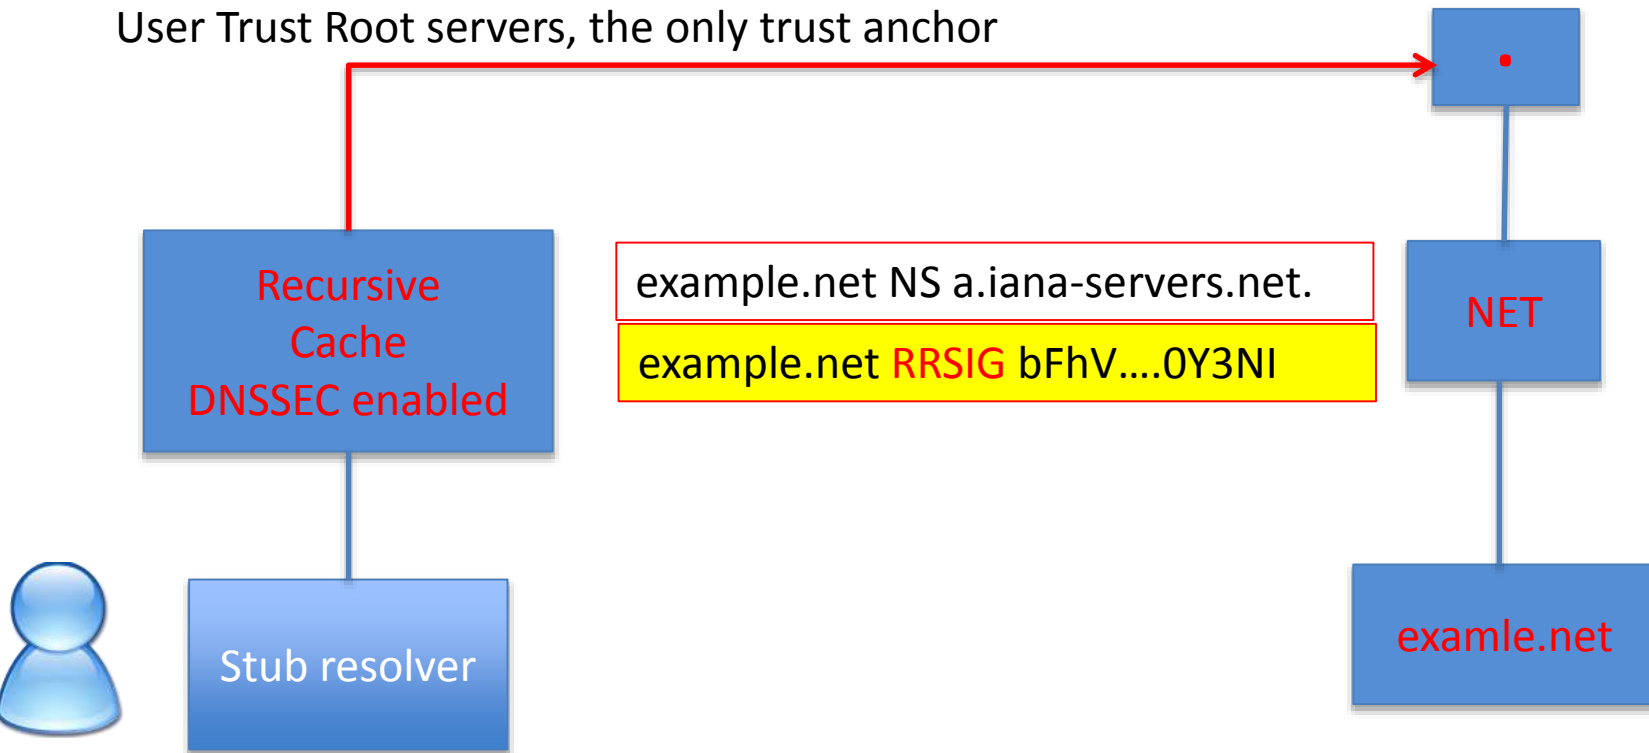 User Trust Root servers, the only trust anchor
.
Recursive
Cache
DNSSEC enabled
example.net NS a.iana-servers.net.
example.net RRSIG bFhV....0Y3NI
NET
Stub resolver
examle.net